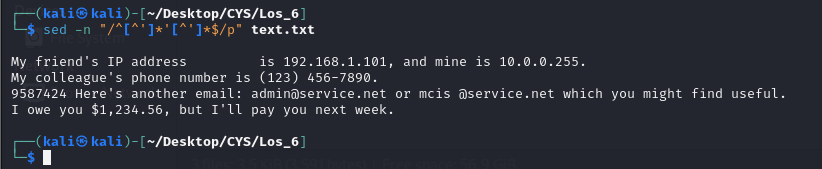 ┌──(kali㉿kali)-[~/Desktop/CYS/Los_6]
└─$ sed -n "/^[^']*'[^']*$/p" text.txt
My friend's IP address         is 192.168.1.101, and mine is 10.0.0.255.
My colleague's phone number is (123) 456-7890.
9587424 Here's another email: admin@service.net or mcis @service.net which you might find useful.
I owe you $1,234.56, but I'll pay you next week.
┌──(kali㉿kali)-[~/Desktop/CYS/Los_6]
└─$